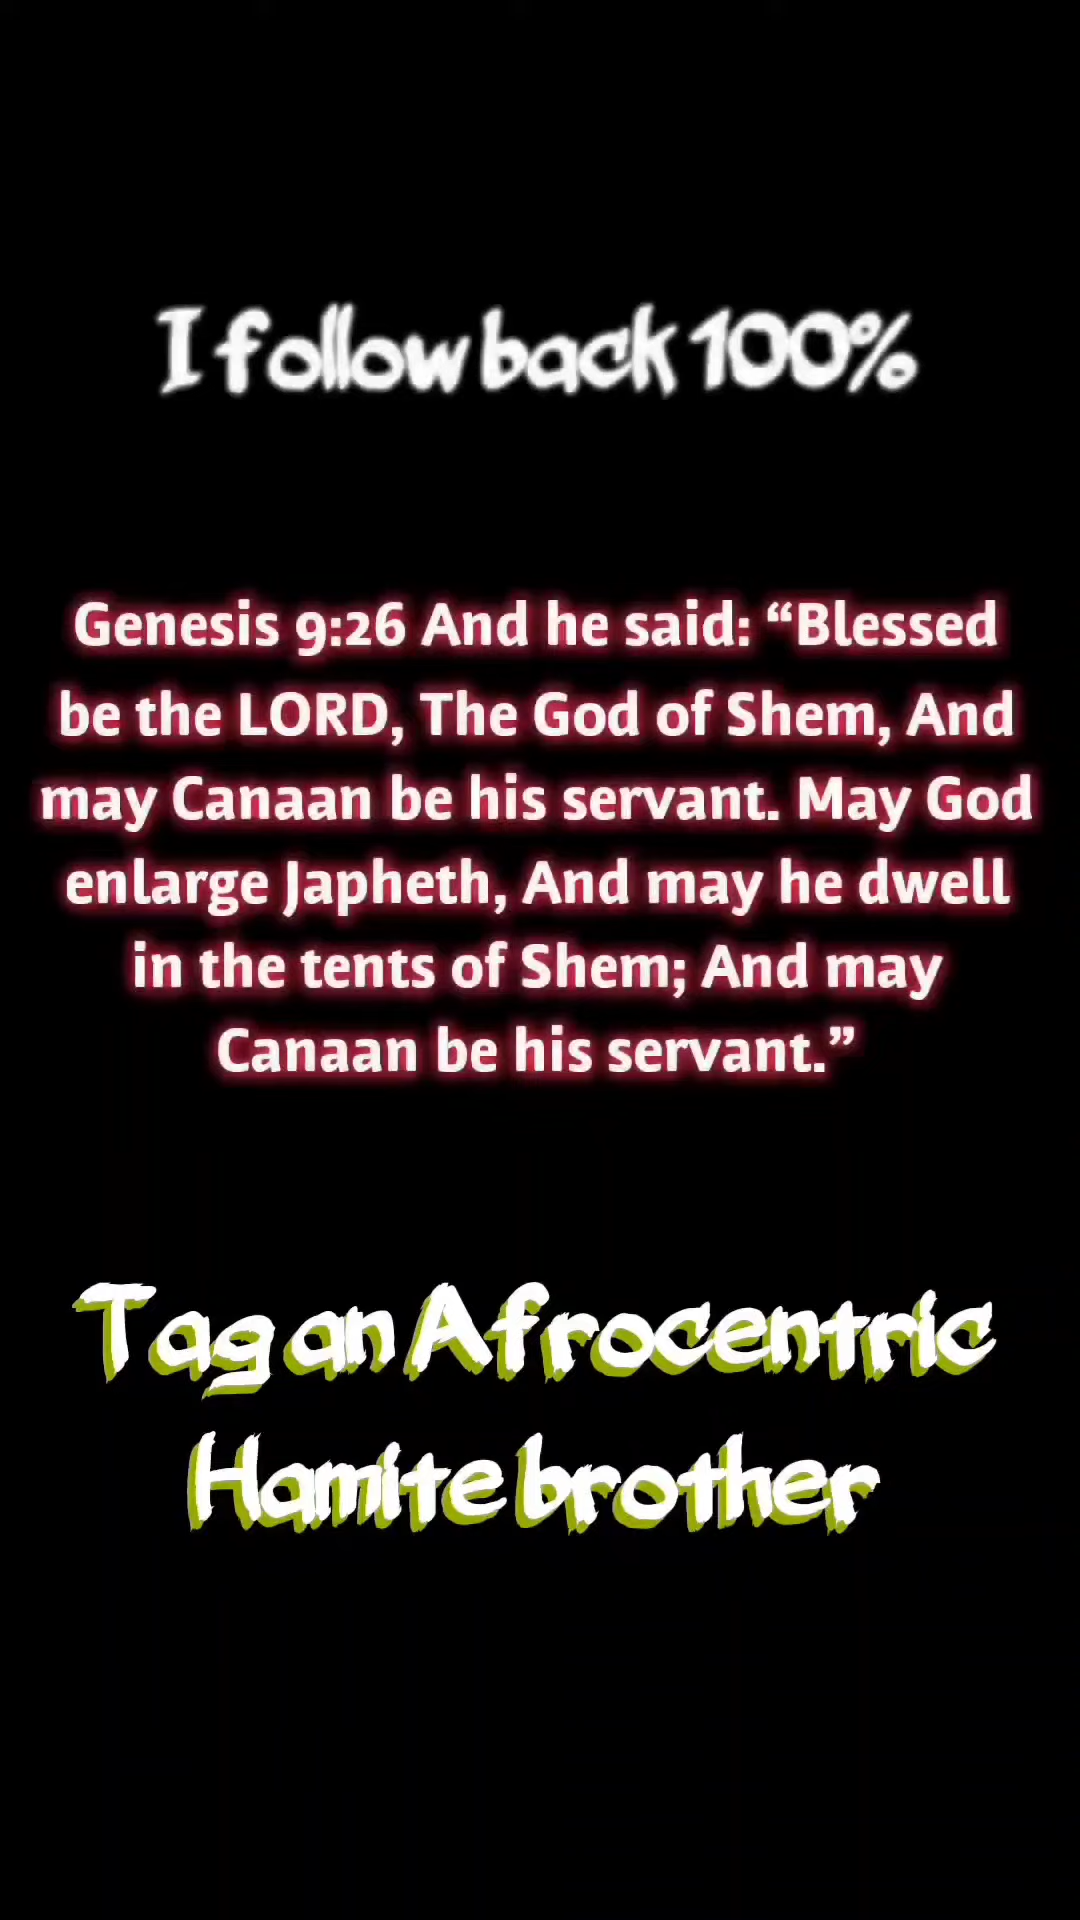 I follow back 100%
Genesis 9:26 And he said: “Blessed
be the LORD, The God of Shem, And
may Canaan be his servant. May God
enlarge Japheth, And may he dwell
in the tents of Shem; And may
Canaan be his servant.”
Tag an Afrocentric
Hamite brother